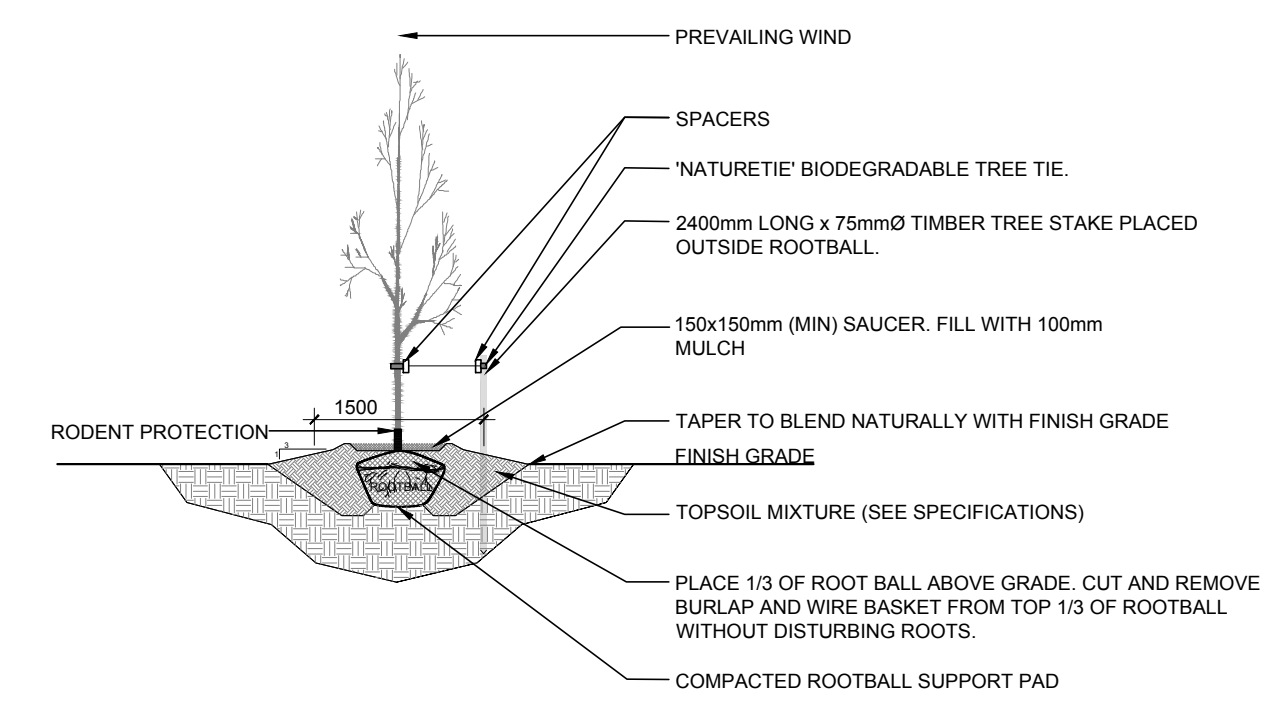 PREVAILING WIND
SPACERS
'NATURETIE' BIODEGRADABLE TREE TIE.
2400mm LONG x 75mmØ TIMBER TREE STAKE PLACED
OUTSIDE ROOTBALL.
150x150mm (MIN) SAUCER. FILL WITH 100mm
MULCH
1500
RODENT PROTECTION
3
1
TAPER TO BLEND NATURALLY WITH FINISH GRADE
FINISH GRADE
ROOTBALL
TOPSOIL MIXTURE (SEE SPECIFICATIONS)
PLACE 1/3 OF ROOT BALL ABOVE GRADE. CUT AND REMOVE
BURLAP AND WIRE BASKET FROM TOP 1/3 OF ROOTBALL
WITHOUT DISTURBING ROOTS.
COMPACTED ROOTBALL SUPPORT PAD